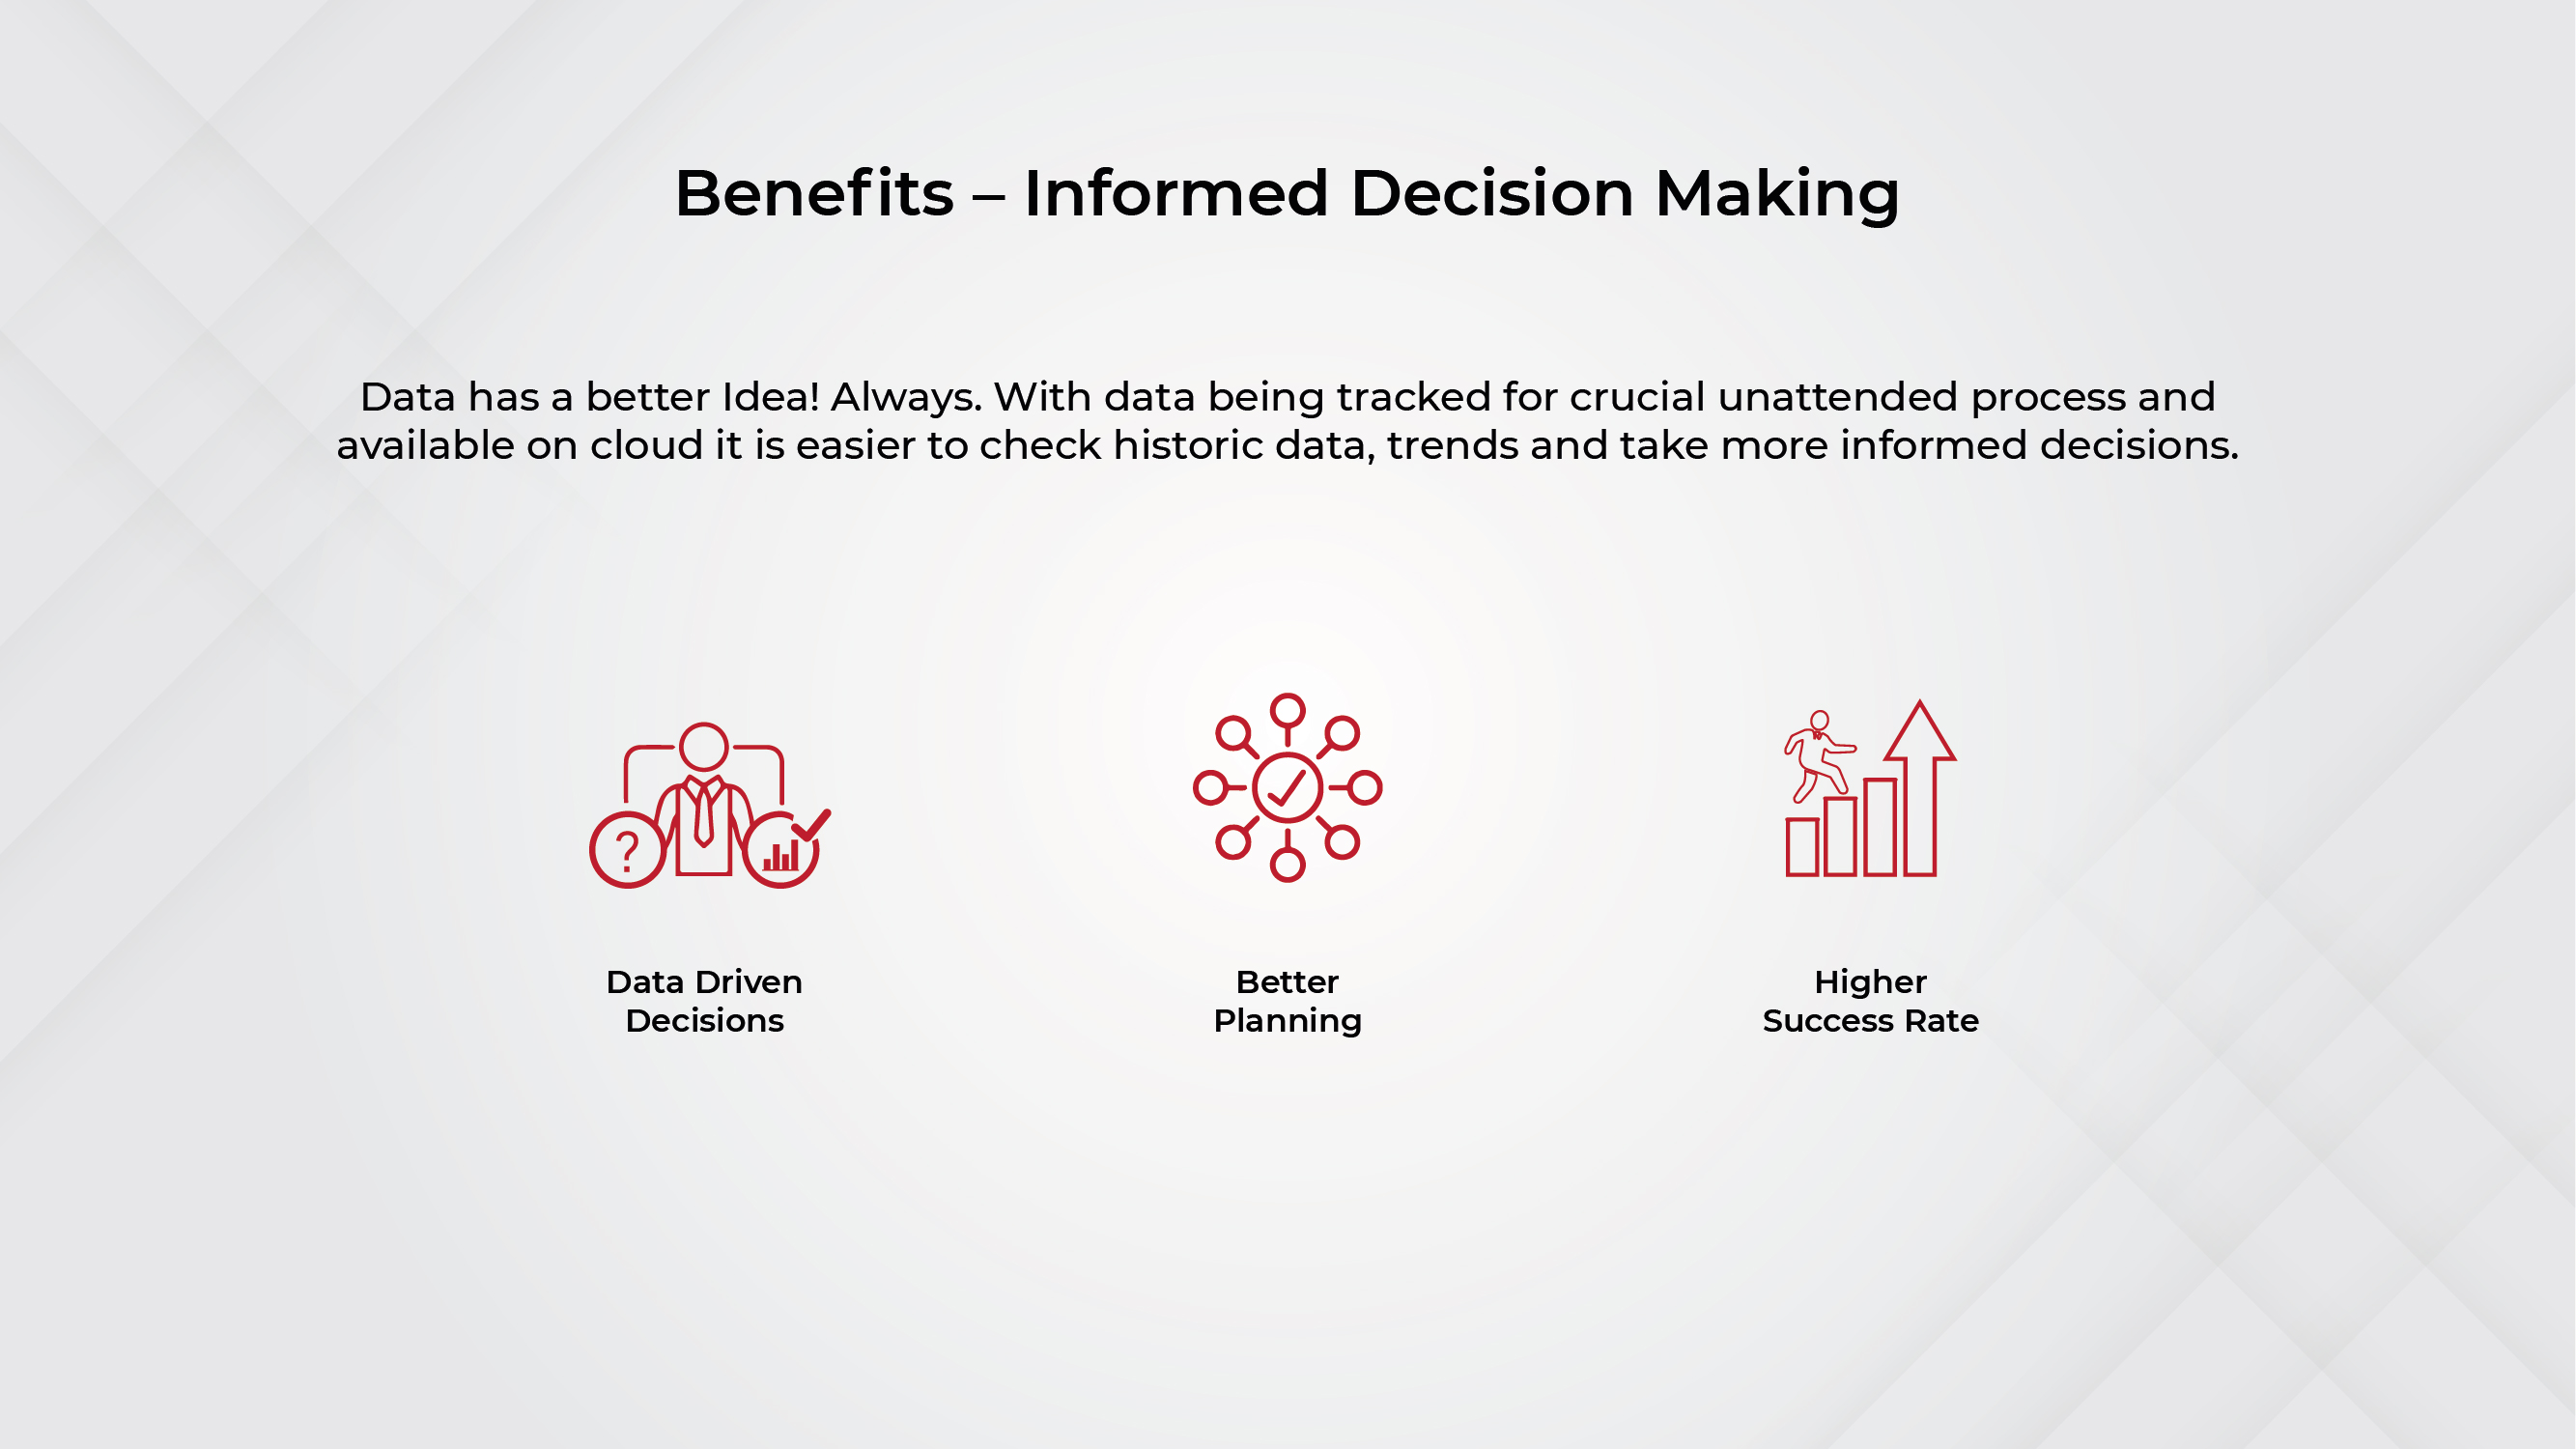 Benefits – Informed Decision Making
Data has a better Idea! Always. With data being tracked for crucial unattended process and
available on cloud it is easier to check historic data, trends and take more informed decisions.
?
Data Driven
Decisions
Better
Planning
Higher
Success Rate